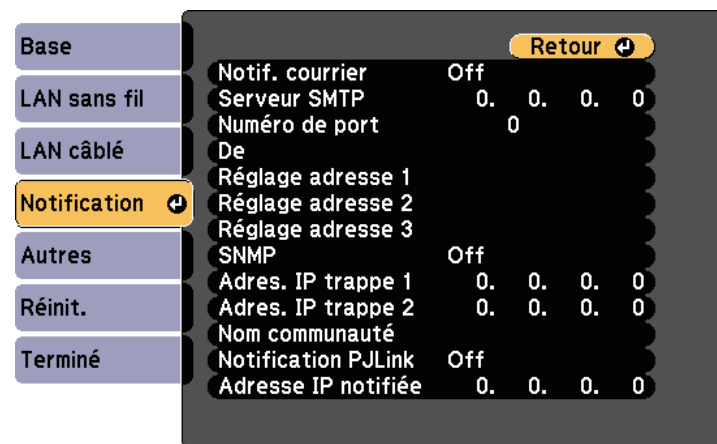 Base
LAN sans fil
LAN câblé
Notification
Autres
Réinit.
Terminé
Retour
Notif. courrier Off
Serveur SMTP 0. 0. 0. 0
Numéro de port 0
De
Réglage adresse 1
Réglage adresse 2
Réglage adresse 3
SNMP Off
Adres. IP trappe 1 0. 0. 0. 0
Adres. IP trappe 2 0. 0. 0. 0
Nom communauté
Notification PJLink Off
Adresse IP notifiée 0. 0. 0. 0